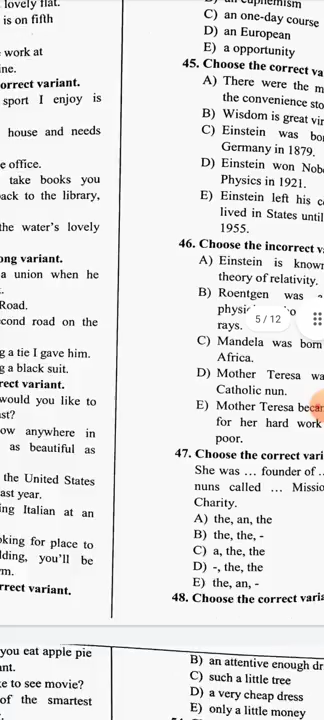 lovely flat.
is on fifth
work at
ine.
orrect variant.
sport I enjoy is
house and needs
e office.
take books you
ack to the library,
the water's lovely
ong variant.
a union when he
Road.
cond road on the
g a tie I gave him.
g a black suit.
rect variant.
would you like to
st?
ow anywhere in
as beautiful as
the United States
ast year.
ing Italian at an
oking for place to
lding, you'll be
m.
rrect variant.
C) an one-day course
D) an European
E) a opportunity
45. Choose the correct va
A) There were the m
the convenience sto
B) Wisdom is great vir
C) Einstein was bor
Germany in 1879.
D) Einstein won Nob
Physics in 1921.
E) Einstein left his c
lived in States until
1955.
46. Choose the incorrect v
A) Einstein is known
theory of relativity.
B) Roentgen was
physi
rays.
5 / 12
C) Mandela was born
Africa.
D) Mother Teresa wa
Catholic nun.
E) Mother Teresa becam
for her hard work
poor.
47. Choose the correct vari
She was ... founder of ..
nuns called ... Missio
Charity.
A) the, an, the
B) the, the, -
C) a, the, the
D) -, the, the
E) the, an, -
48. Choose the correct varia
you eat apple pie
nt.
e to see movie?
of the smartest
B) an attentive enough dr
C) such a little tree
D) a very cheap dress
E) only a little money